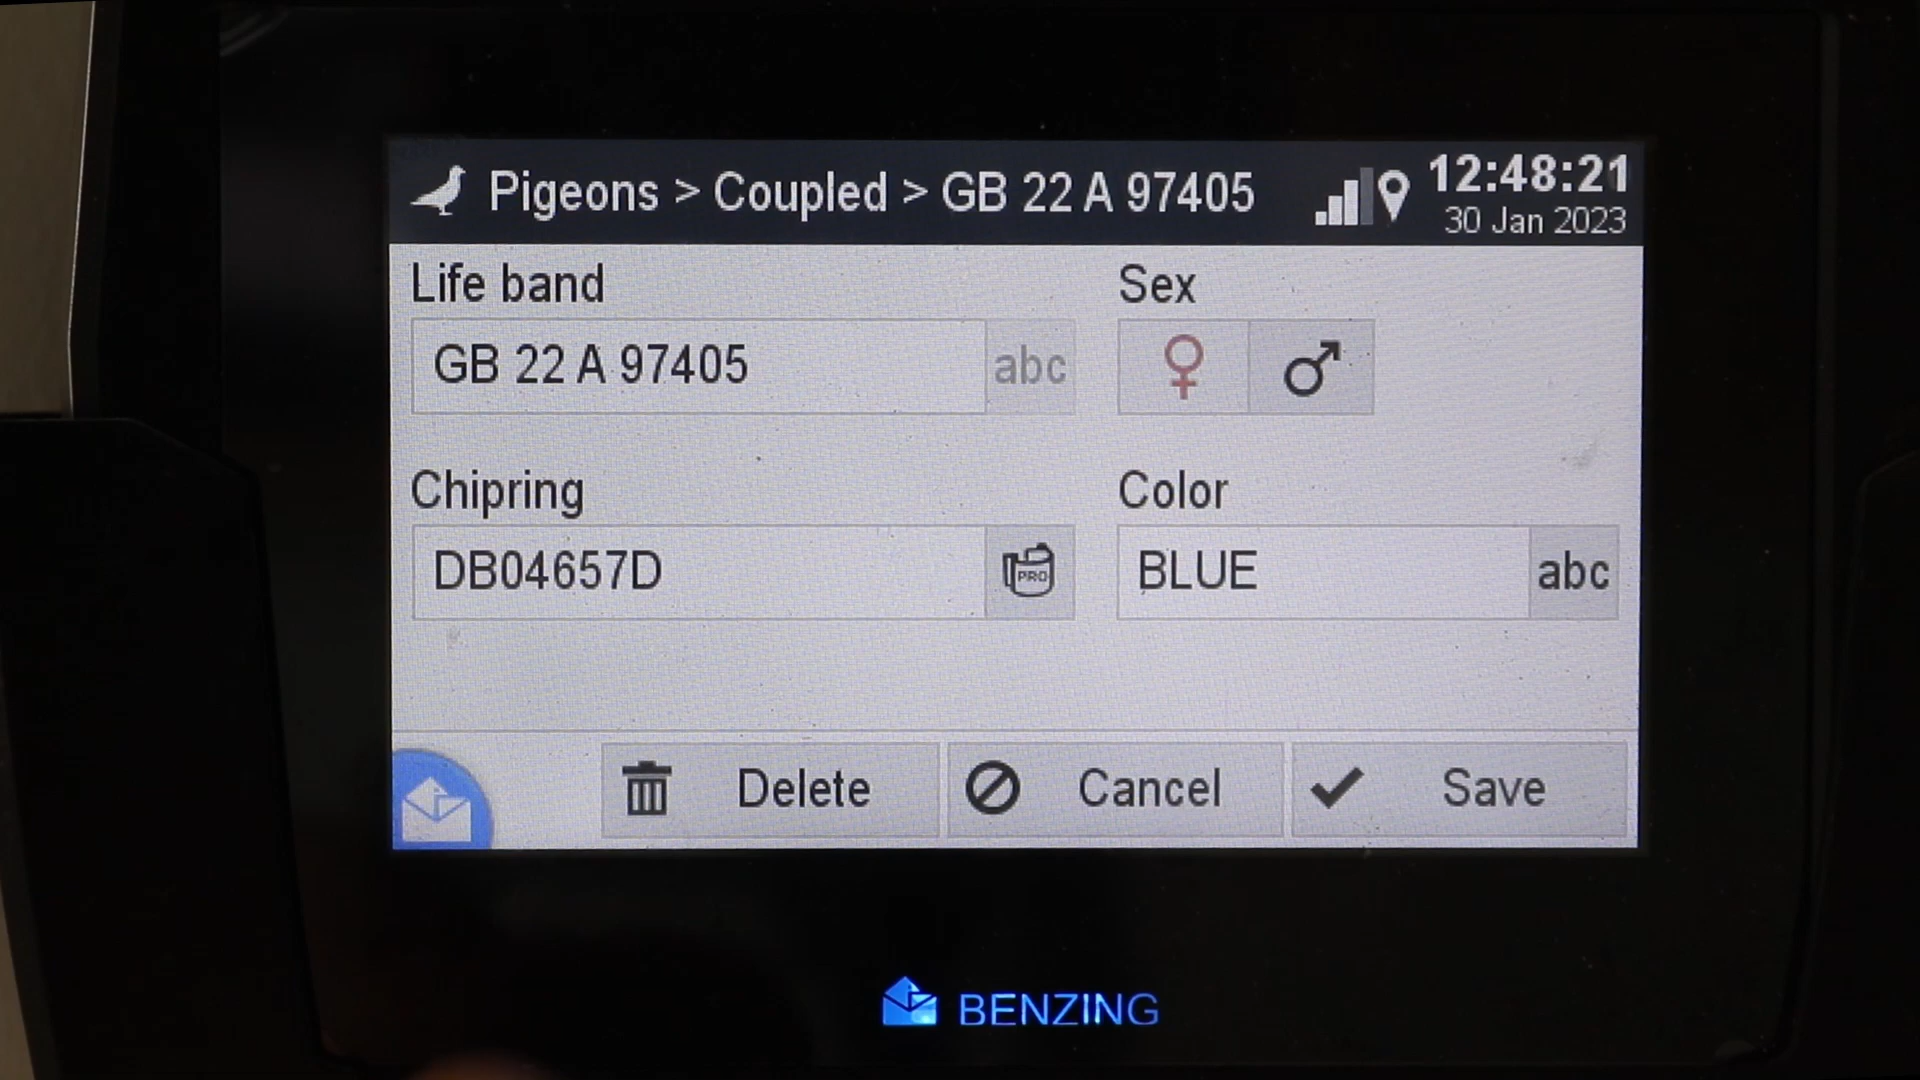 Pigeons > Coupled > GB 22 A 97405
12:48:21
30 Jan 2023
Life band
Sex
GB 22 A 97405
abc
Chipring
Color
DB04657D
PRO
BLUE
abc
Delete
Cancel
Save
BENZING